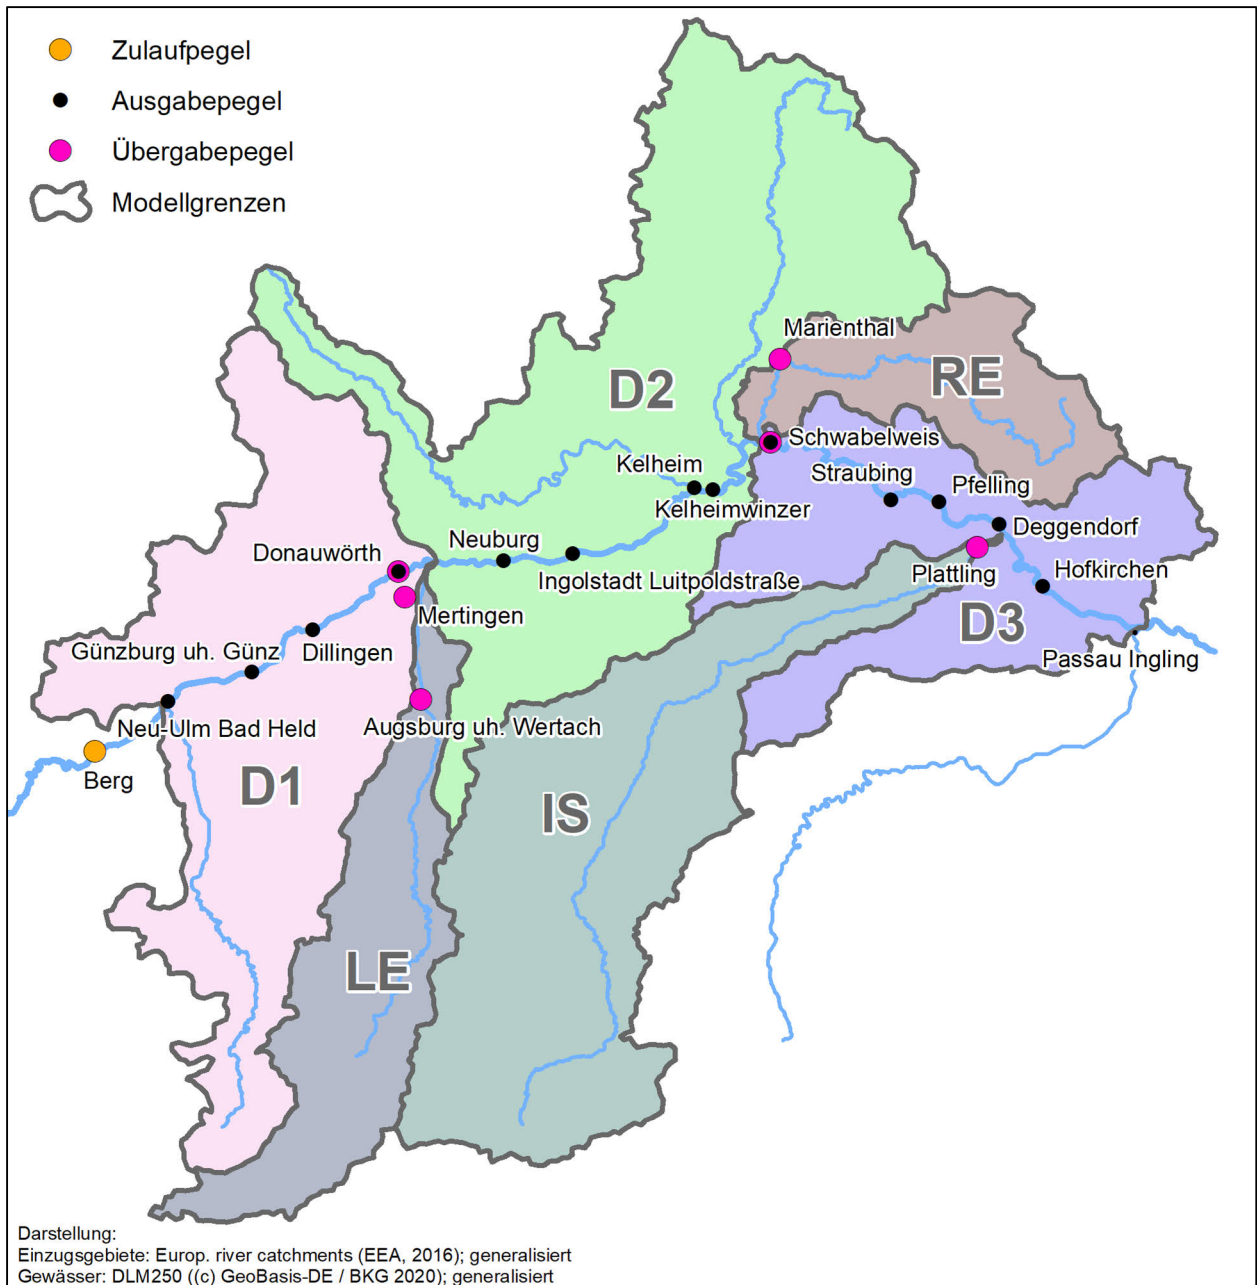 Zulaufpegel
Ausgabepegel
Übergabepegel
Modellgrenzen
Marienthal
RE
D2
Schwabelweis
Kelheim
Straubing
Pfelling
Kelheimwinzer
Deggendorf
Neuburg
Donauwörth
Ingolstadt Luitpoldstraße
Plattling
Hofkirchen
Mertingen
D3
Günzburg uh. Günz
Dillingen
Passau Ingling
Neu-Ulm Bad Held
Augsburg uh. Wertach
Berg
D1
IS
LE
Darstellung:
Einzugsgebiete: Europ. river catchments (EEA, 2016); generalisiert
Gewässer: DLM250 ((c) GeoBasis-DE / BKG 2020); generalisiert